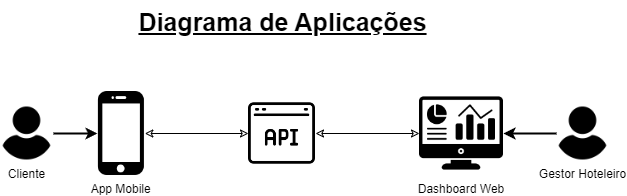 Diagrama de Aplicações
API
Cliente
App Mobile
Dashboard Web
Gestor Hoteleiro